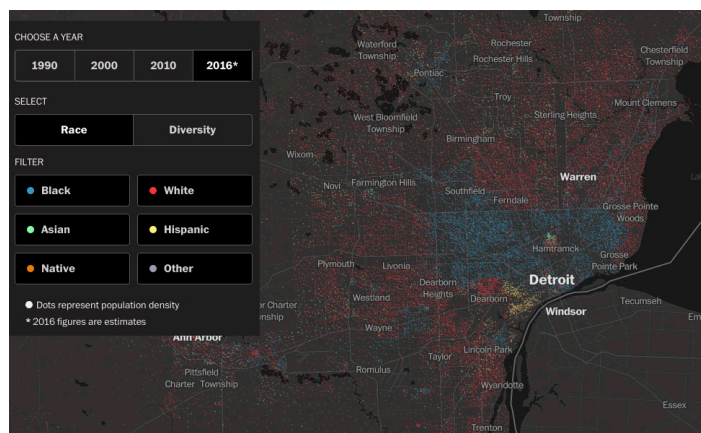 CHOOSE A YEAR
1990 2000 2010 2016*
SELECT
Race Diversity
FILTER
Black White
Asian Hispanic
Native Other
Dots represent population density
* 2016 figures are estimates
Township
Waterford
Township
Rochester
Rochester Hills
Chesterfield
Township
Pontiac
Troy
Mount Clemens
Sterling Heights
West Bloomfield
Township
Birmingham
Wixom
Novi
Farmington Hills
Southfield
Warren
Ferndale
Grosse Pointe
Woods
Hamtramck
Grosse
Pointe Park
Plymouth
Livonia
Detroit
Dearborn
Heights
Dearborn
Windsor
Tecumseh
Westland
or Charter
nship
Wayne
Ann Arbor
Lincoln Park
Taylor
Romulus
Pittsfield
Charter Township
Wyandotte
Essex
Trenton